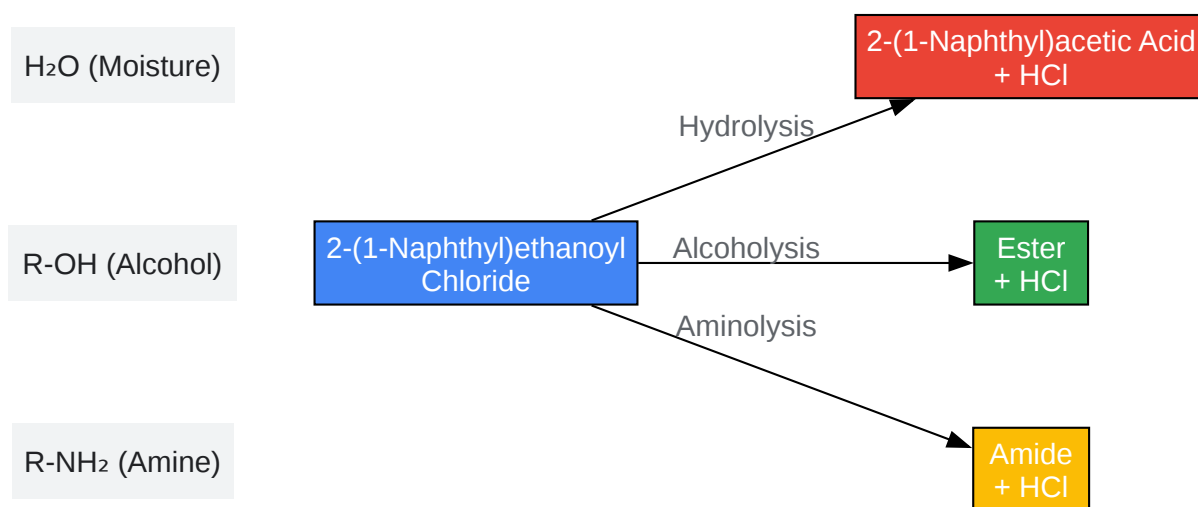 H₂O (Moisture)
2-(1-Naphthyl)acetic Acid
+ HCl
Hydrolysis
R-OH (Alcohol)
2-(1-Naphthyl)ethanoyl
Chloride
Alcoholysis
Ester
+ HCl
Aminolysis
R-NH₂ (Amine)
Amide
+ HCl